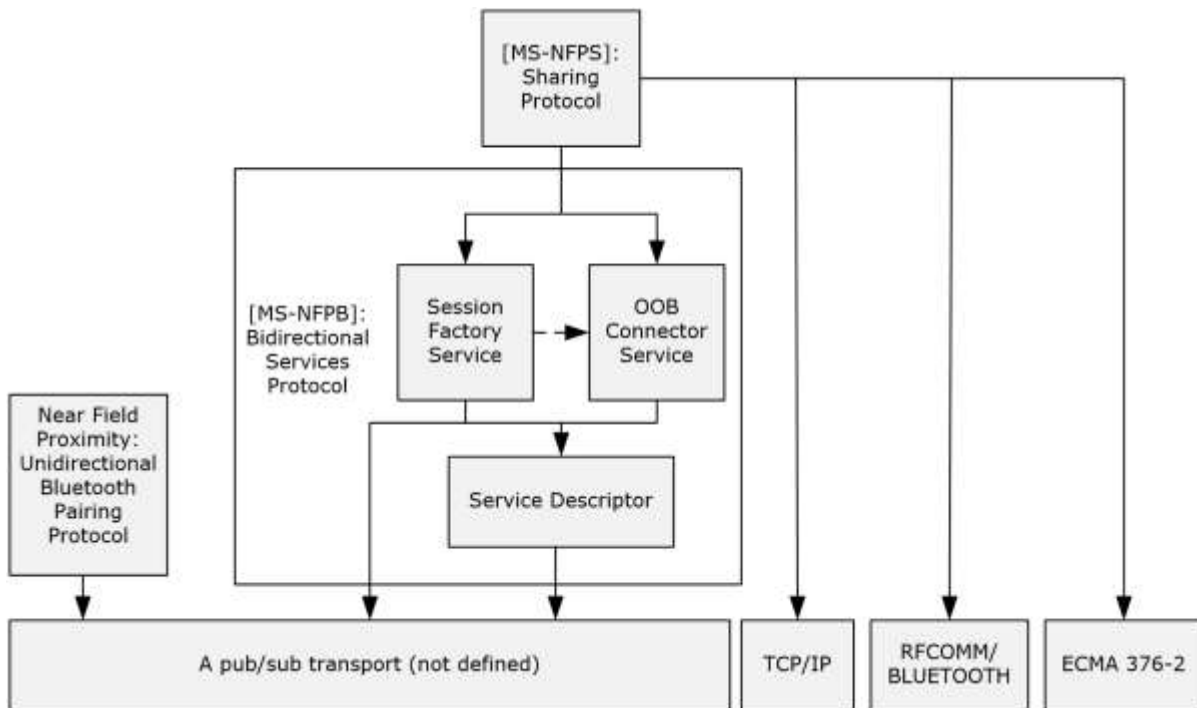 [MS-NFPS]:
Sharing
Protocol
[MS-NFPB]:
Bidirectional
Services
Protocol
Session
Factory
Service
OOB
Connector
Service
Near Field
Proximity:
Unidirectional
Bluetooth
Pairing
Protocol
Service Descriptor
A pub/sub transport (not defined)
TCP/IP
RFCOMM/
BLUETOOTH
ECMA 376-2